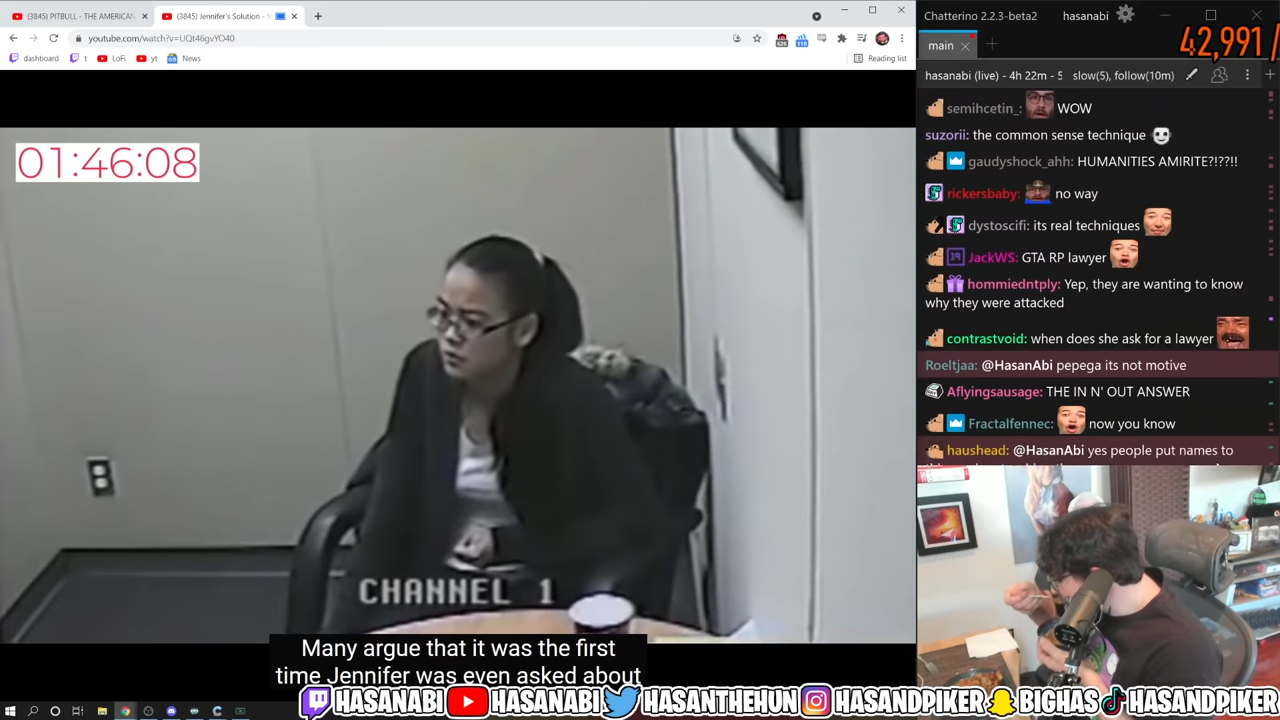 (3845) PITBULL - THE AMERICAN
(3845) Jennifer's Solution -
youtube.com/watch?v=UQt46gvYO40
dashboard
t
LoFi
yt
News
Reading list
01:46:08
CHANNEL 1
Many argue that it was the first
time Jennifer was even asked about
Chatterino 2.2.3-beta2
hasanabi
42,991 /
main
hasanabi (live) - 4h 22m - 5
slow(5), follow(10m)
semihcetin_: WOW
suzorii: the common sense technique
gaudyshock_ahh: HUMANITIES AMIRITE?!??!!
rickersbaby: no way
dystoscifi: its real techniques
JackWS: GTA RP lawyer
hommiedntply: Yep, they are wanting to know
why they were attacked
contrastvoid: when does she ask for a lawyer
Roeltjaa: @HasanAbi pepega its not motive
Aflyingsausage: THE IN N' OUT ANSWER
Fractalfennec: now you know
haushead: @HasanAbi yes people put names to
HASANABI
HASANABI
HASANTHEHUN
HASANDPIKER
BIGHAS
HASANDPIKER